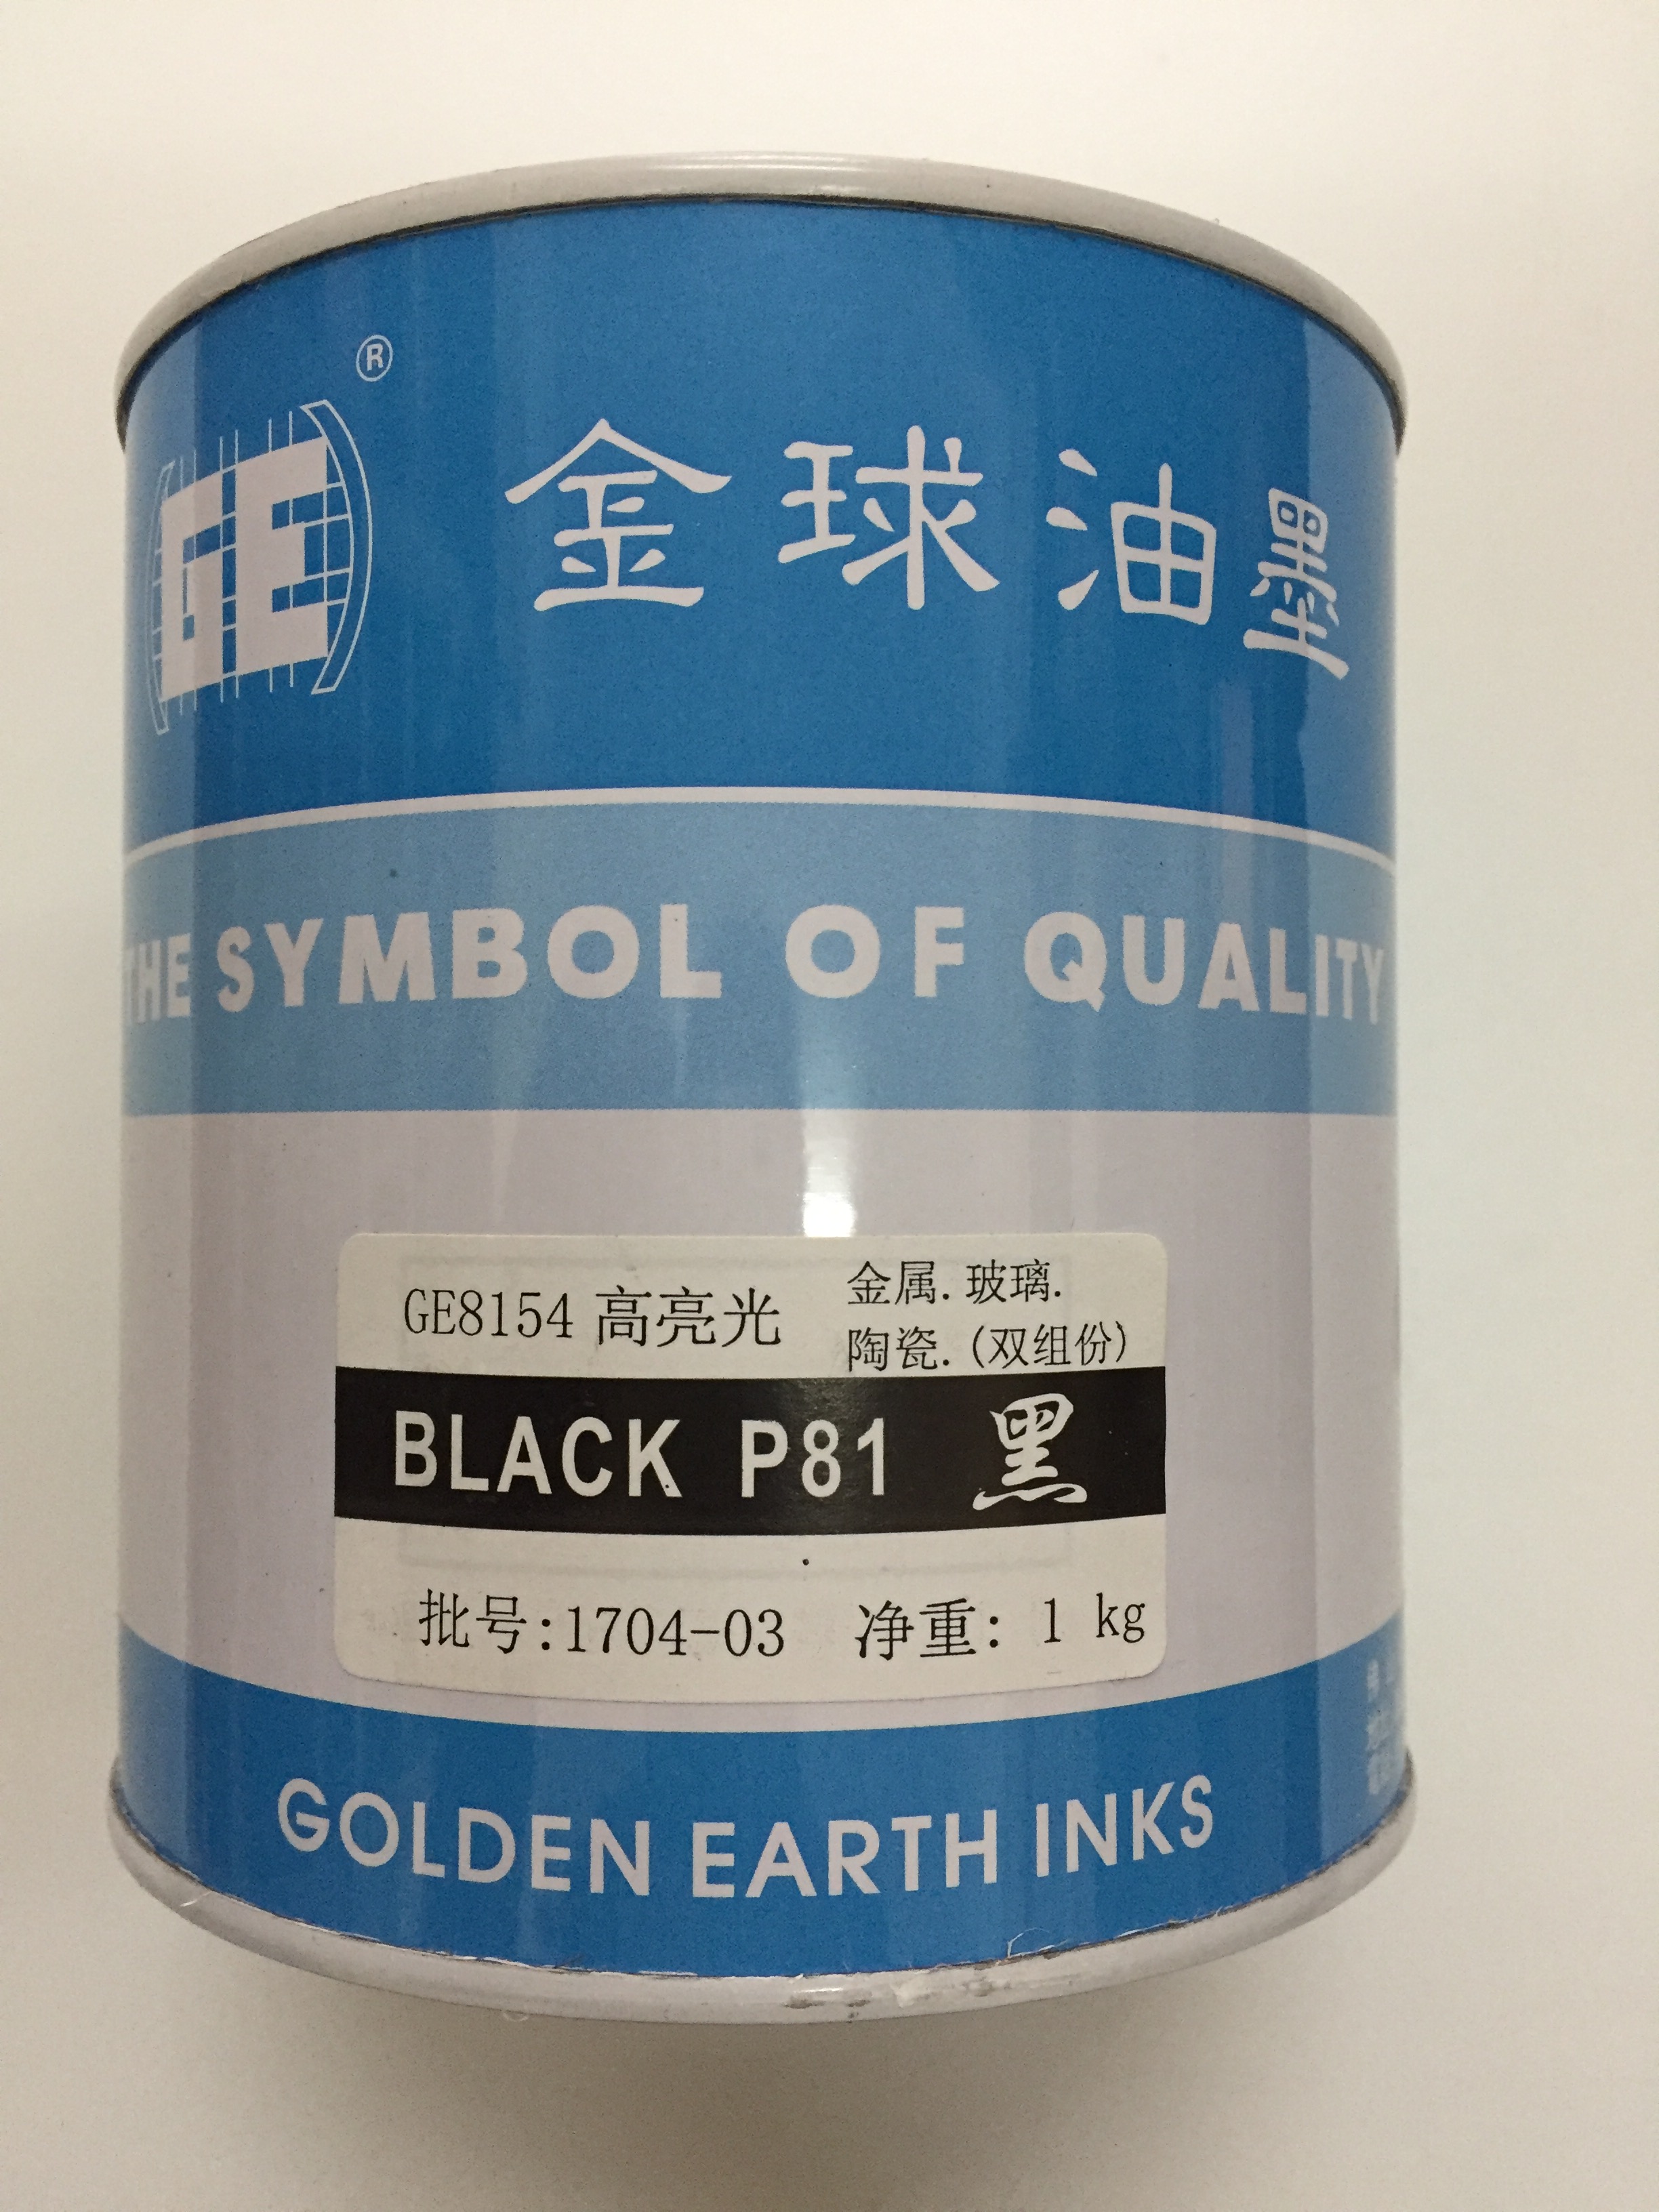 ®
GE
金球油墨
THE SYMBOL OF QUALITY
GE8154 高亮光
金属.玻璃.
陶瓷.(双组份)
BLACK P81 黑
批号:1704-03 净重: 1 kg
GOLDEN EARTH INKS